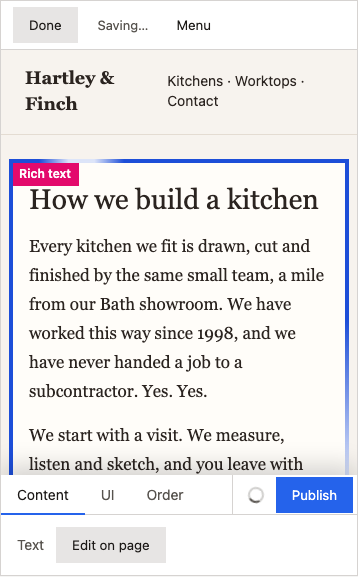 Done Saving... Menu
Hartley &
Finch
Kitchens · Worktops ·
Contact
Rich text
How we build a kitchen
Every kitchen we fit is drawn, cut and
finished by the same small team, a mile
from our Bath showroom. We have
worked this way since 1998, and we
have never handed a job to a
subcontractor. Yes. Yes.
We start with a visit. We measure,
listen and sketch, and you leave with
Content UI Order Publish
Text Edit on page